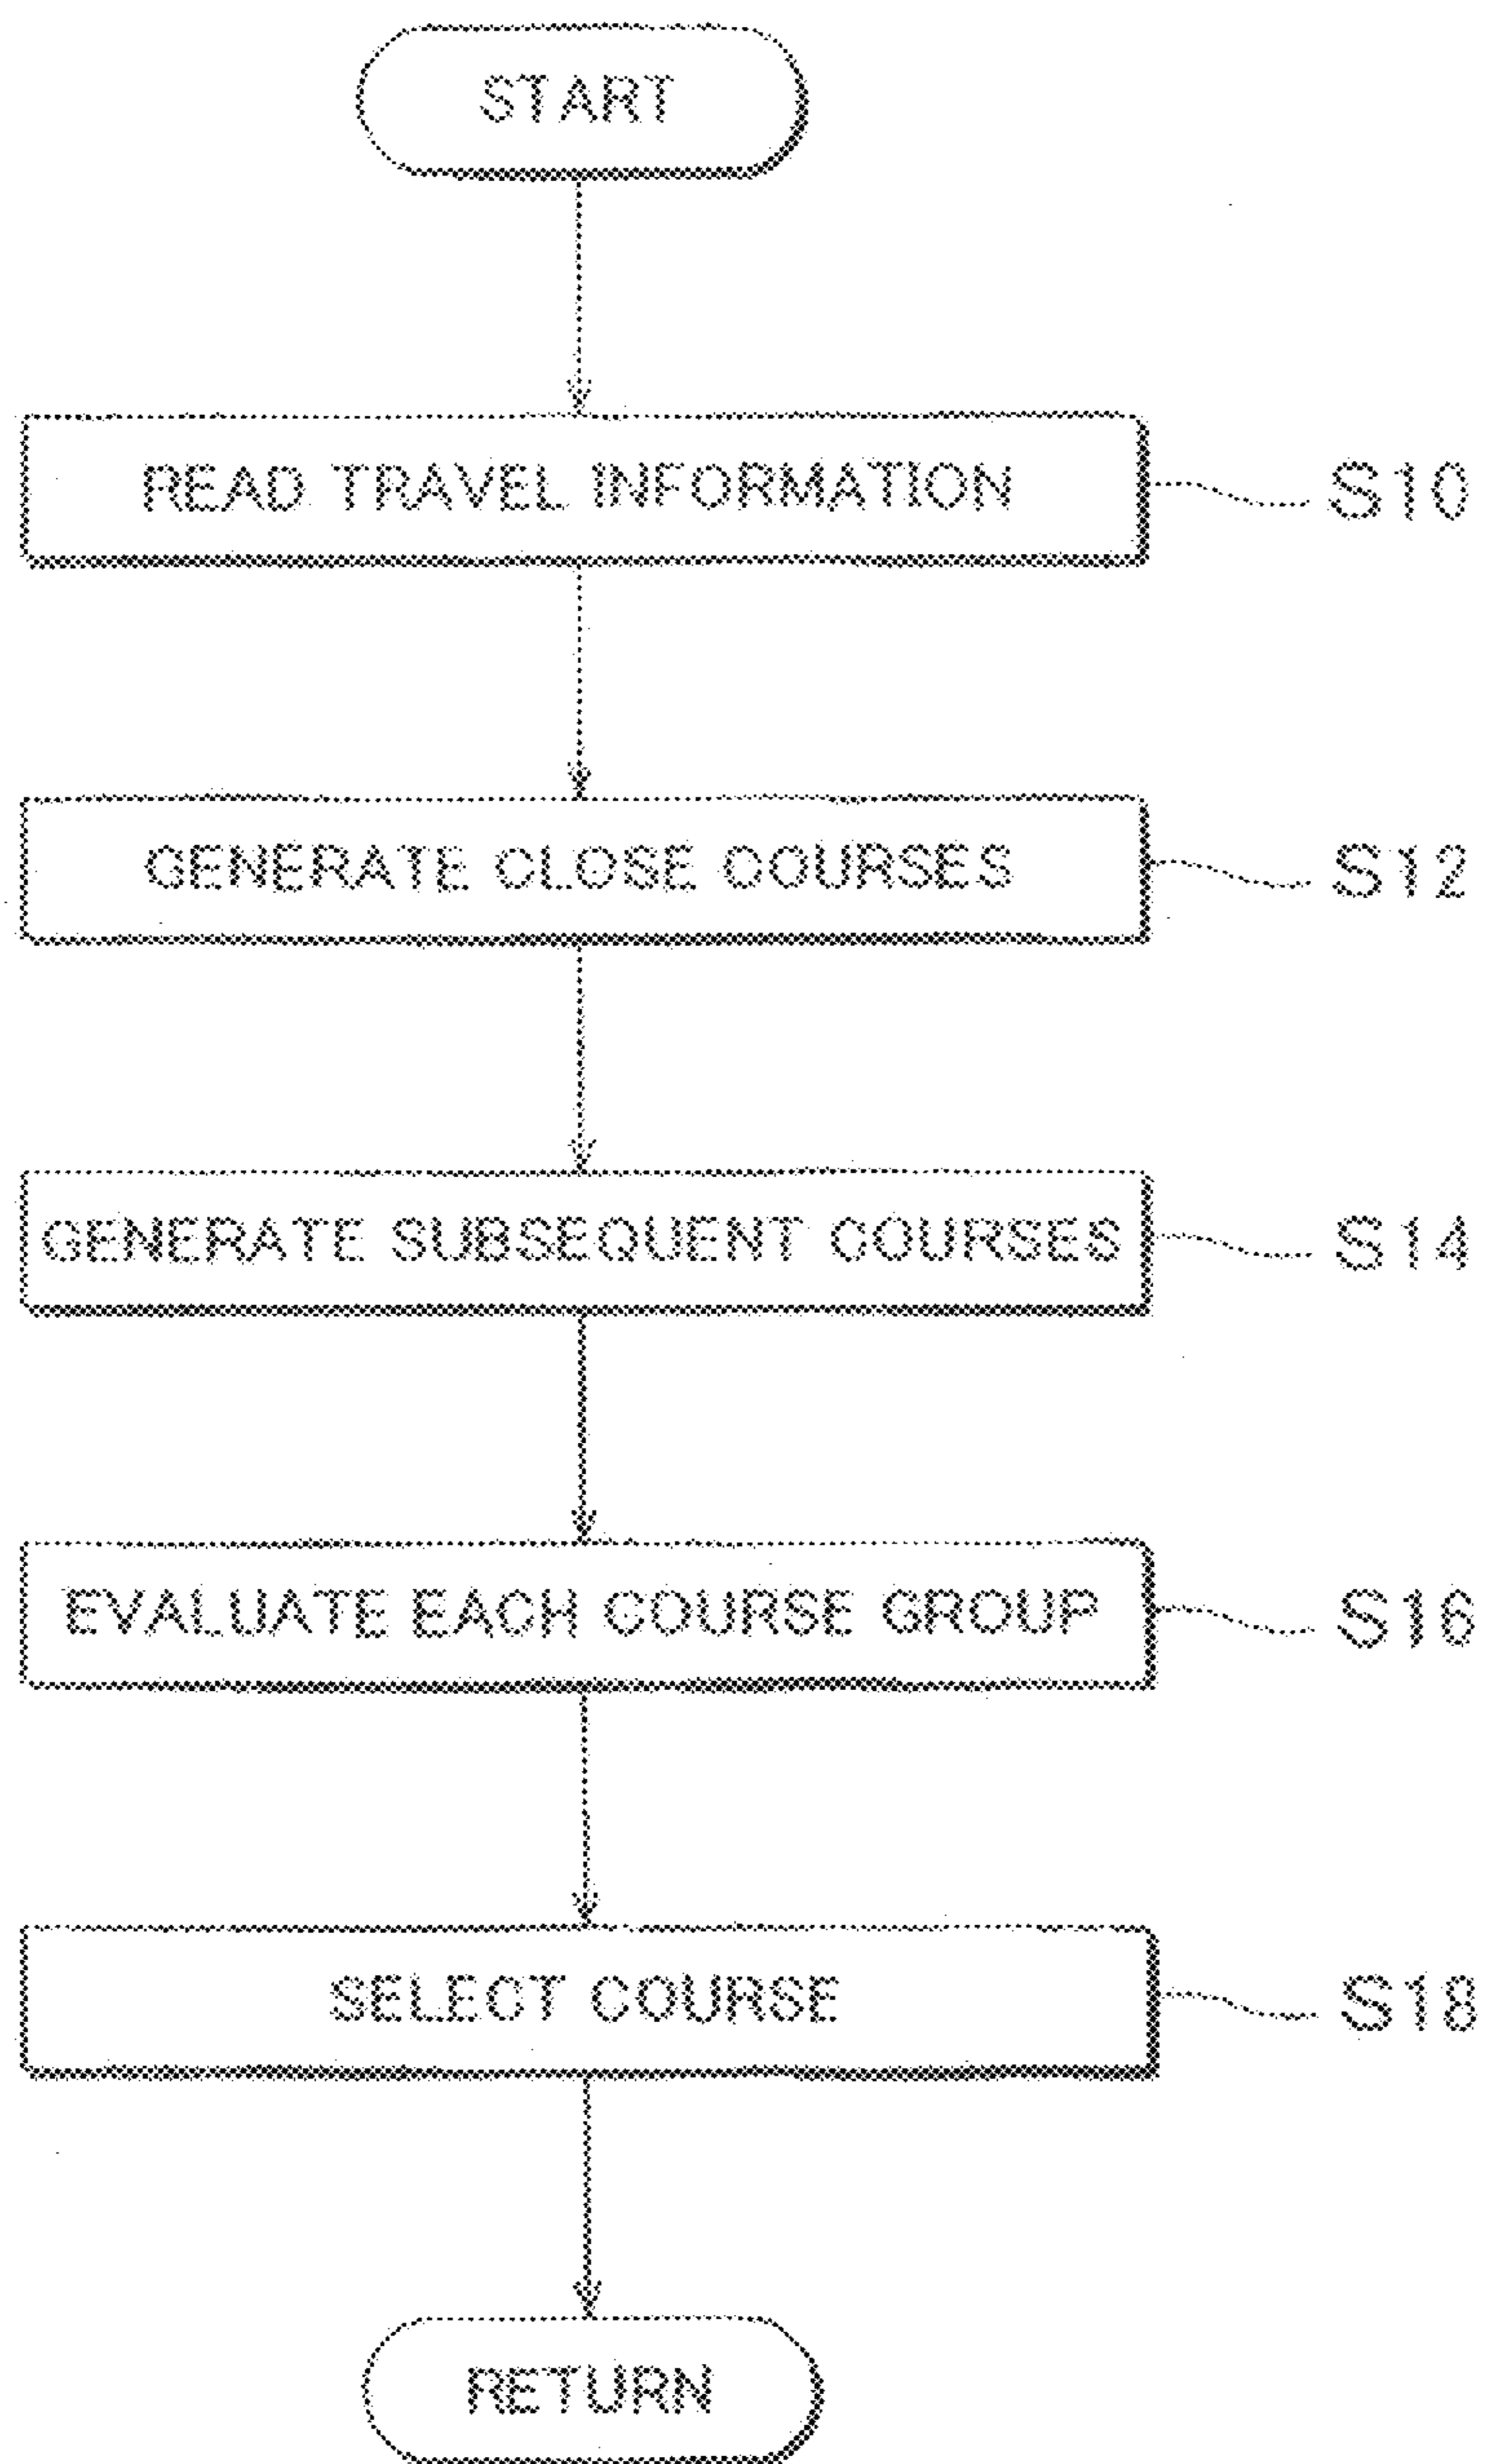 START
READ TRAVEL INFORMATION S10
GENERATE CLOSE COURSES S12
GENERATE SUBSEQUENT COURSES S14
EVALUATE EACH COURSE GROUP S16
SELECT COURSE S18
RETURN